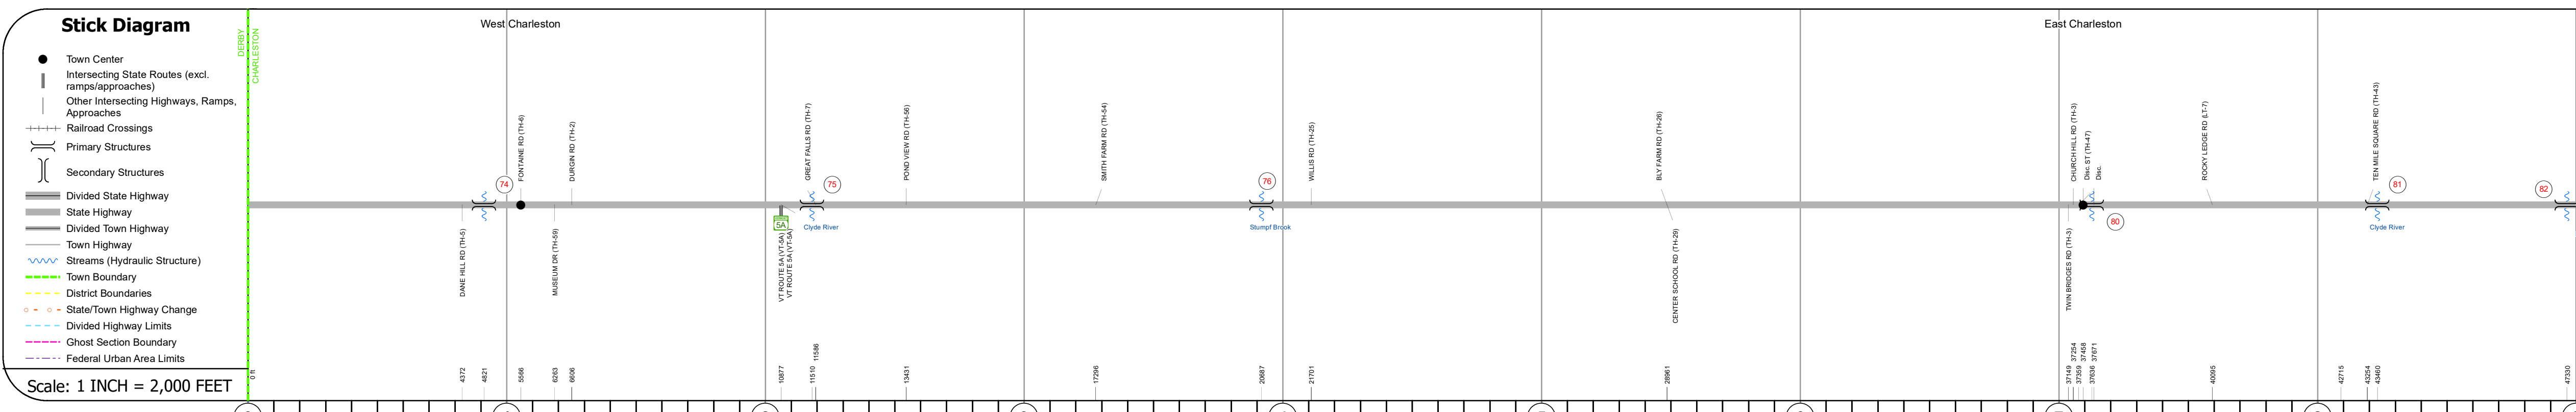 Stick Diagram
Town Center
Intersecting State Routes (excl.
ramps/approaches)
Other Intersecting Highways, Ramps,
Approaches
Railroad Crossings
Primary Structures
Secondary Structures
Divided State Highway
State Highway
Divided Town Highway
Town Highway
Streams (Hydraulic Structure)
Town Boundary
District Boundaries
State/Town Highway Change
Divided Highway Limits
Ghost Section Boundary
Federal Urban Area Limits
Scale: 1 INCH = 2,000 FEET
DERBY
CHARLESTON
West Charleston
East Charleston
FONTAINE RD (TH-6)
DURGIN RD (TH-2)
GREAT FALLS RD (TH-7)
POND VIEW RD (TH-56)
SMITH FARM RD (TH-54)
WILLIS RD (TH-25)
BLY FARM RD (TH-26)
CHURCH HILL RD (TH-3)
Disc. ST (TH-47)
Disc.
ROCKY LEDGE RD (LT-7)
TEN MILE SQUARE RD (TH-43)
74
75
76
80
81
82
5A
Clyde River
Stumpf Brook
Clyde River
DANE HILL RD (TH-5)
MUSEUM DR (TH-59)
VT ROUTE 5A (VT-5A)
VT ROUTE 5A (VT-5A)
CENTER SCHOOL RD (TH-29)
TWIN BRIDGES RD (TH-3)
0 ft
4372
4821
5566
6263
6606
10877
11510
11586
13431
17296
20687
21701
28961
37149
37254
37359
37458
37636
37671
40095
42715
43254
43460
47330